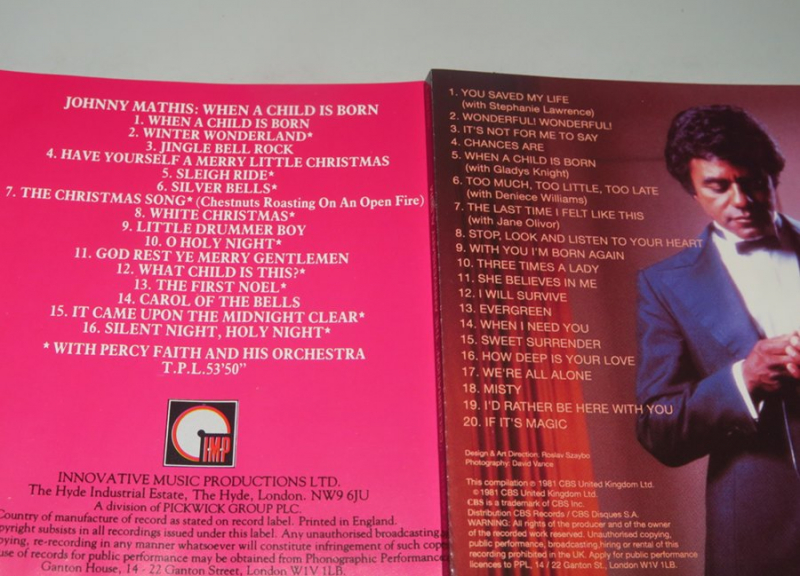 JOHNNY MATHIS: WHEN A CHILD IS BORN
1. WHEN A CHILD IS BORN
2. WINTER WONDERLAND*
3. JINGLE BELL ROCK
4. HAVE YOURSELF A MERRY LITTLE CHRISTMAS
5. SLEIGH RIDE*
6. SILVER BELLS*
7. THE CHRISTMAS SONG* (Chestnuts Roasting On An Open Fire)
8. WHITE CHRISTMAS*
9. LITTLE DRUMMER BOY
10. O HOLY NIGHT*
11. GOD REST YE MERRY GENTLEMEN
12. WHAT CHILD IS THIS?*
13. THE FIRST NOEL*
14. CAROL OF THE BELLS
15. IT CAME UPON THE MIDNIGHT CLEAR*
16. SILENT NIGHT, HOLY NIGHT*
* WITH PERCY FAITH AND HIS ORCHESTRA
T.P.L.53'50"
IMP
INNOVATIVE MUSIC PRODUCTIONS LTD.
The Hyde Industrial Estate, The Hyde, London. NW9 6JU
A division of PICKWICK GROUP PLC.
Country of manufacture of record as stated on record label. Printed in England.
opyright subsists in all recordings issued under this label. Any unauthorised broadcasting,
pying, re-recording in any manner whatsoever will constitute infringement of such cop
use of records for public performance may be obtained from Phonographic Performanc
Ganton House, 14 - 22 Ganton Street, London W1V 1LB.
1. YOU SAVED MY LIFE
(with Stephanie Lawrence)
2. WONDERFUL! WONDERFUL!
3. IT'S NOT FOR ME TO SAY
4. CHANCES ARE
5. WHEN A CHILD IS BORN
(with Gladys Knight)
6. TOO MUCH, TOO LITTLE, TOO LATE
(with Deniece Williams)
7. THE LAST TIME I FELT LIKE THIS
(with Jane Olivor)
8. STOP, LOOK AND LISTEN TO YOUR HEART
9. WITH YOU I'M BORN AGAIN
10. THREE TIMES A LADY
11. SHE BELIEVES IN ME
12. I WILL SURVIVE
13. EVERGREEN
14. WHEN I NEED YOU
15. SWEET SURRENDER
16. HOW DEEP IS YOUR LOVE
17. WE'RE ALL ALONE
18. MISTY
19. I'D RATHER BE HERE WITH YOU
20. IF IT'S MAGIC
Design & Art Direction: Roslav Szaybo
Photography: David Vance
This compilation ℗ 1981 CBS United Kingdom Ltd.
© 1981 CBS United Kingdom Ltd.
CBS is a trademark of CBS Inc.
Distribution CBS Records / CBS Disques S.A.
WARNING: All rights of the producer and of the owner
of the recorded work reserved. Unauthorised copying,
public performance, broadcasting, hiring or rental of this
recording prohibited in the UK. Apply for public performance
licences to PPL, 14 / 22 Ganton St., London W1V 1LB.